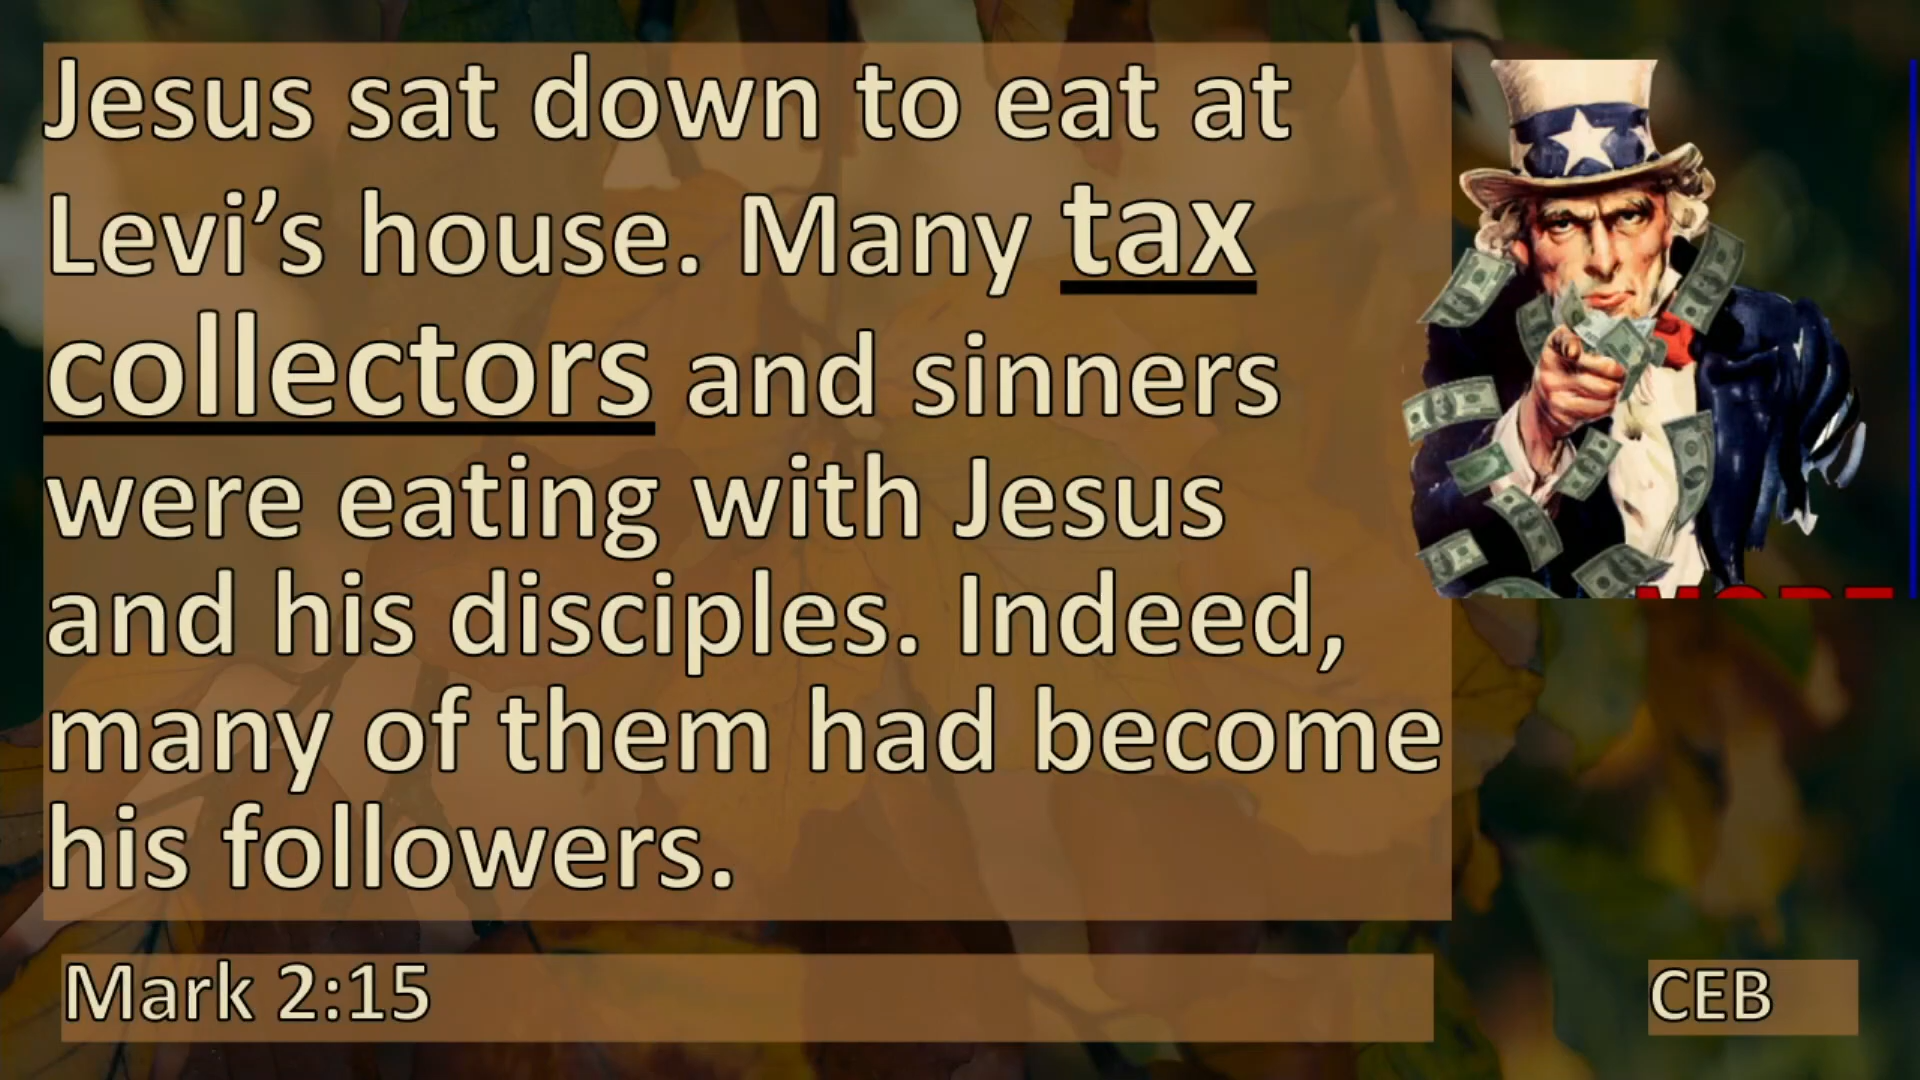 Jesus sat down to eat at
Levi’s house. Many tax
collectors and sinners
were eating with Jesus
and his disciples. Indeed,
many of them had become
his followers.
Mark 2:15
CEB